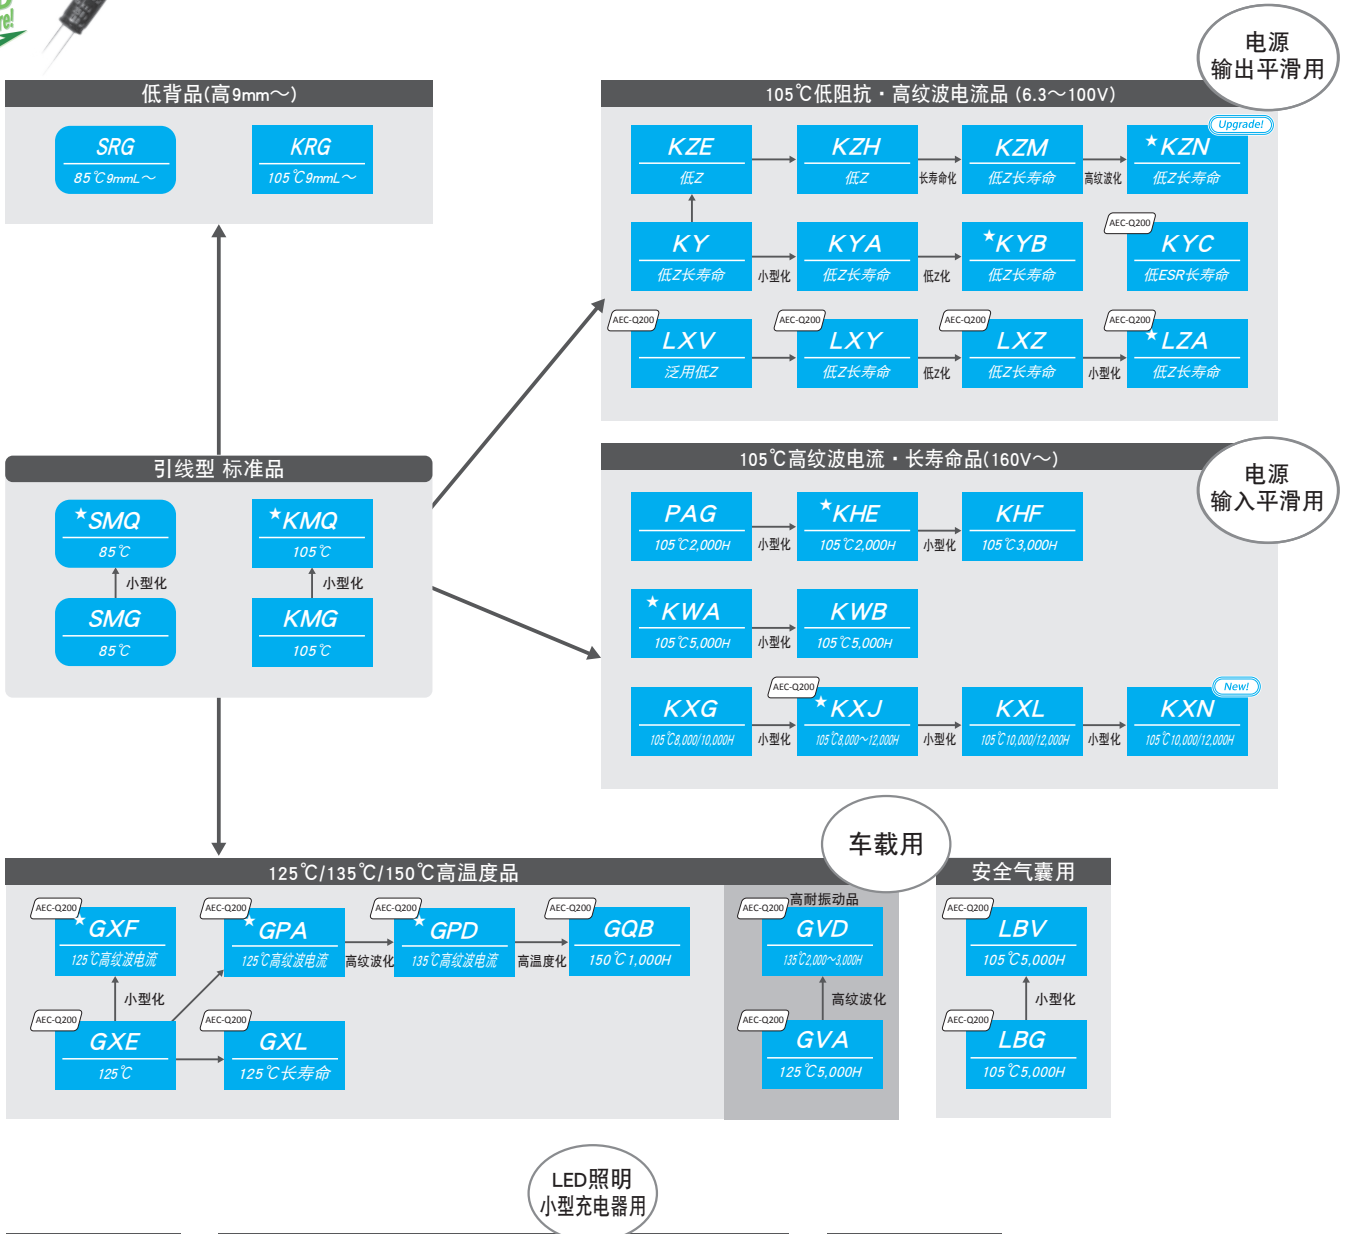 电源
输出平滑用
低背品(高9mm～)
SRG
85℃9mmL～
KRG
105℃9mmL～
105℃低阻抗・高纹波电流品 (6.3～100V)
Upgrade!
KZE
低Z
KZH
低Z
长寿命化
KZM
低Z长寿命
高纹波化
★KZN
低Z长寿命
KY
低Z长寿命
小型化
KYA
低Z长寿命
低Z化
★KYB
低Z长寿命
AEC-Q200
KYC
低ESR长寿命
AEC-Q200
LXV
泛用低Z
AEC-Q200
LXY
低Z长寿命
低Z化
AEC-Q200
LXZ
低Z长寿命
小型化
AEC-Q200
★LZA
低Z长寿命
引线型 标准品
★SMQ
85℃
小型化
SMG
85℃
★KMQ
105℃
小型化
KMG
105℃
105℃高纹波电流・长寿命品(160V～)
电源
输入平滑用
PAG
105℃2,000H
小型化
★KHE
105℃2,000H
小型化
KHF
105℃3,000H
★KWA
105℃5,000H
小型化
KWB
105℃5,000H
KXG
105℃8,000/10,000H
小型化
AEC-Q200
★KXJ
105℃8,000～12,000H
小型化
KXL
105℃10,000/12,000H
小型化
New!
KXN
105℃10,000/12,000H
车载用
125℃/135℃/150℃高温度品
AEC-Q200
★GXF
125℃高纹波电流
小型化
AEC-Q200
GXE
125℃
AEC-Q200
★GPA
125℃高纹波电流
高纹波化
AEC-Q200
★GPD
135℃高纹波电流
高温度化
AEC-Q200
GQB
150℃1,000H
AEC-Q200
GXL
125℃长寿命
高耐振动品
AEC-Q200
GVD
135℃2,000～3,000H
高纹波化
AEC-Q200
GVA
125℃5,000H
安全气囊用
AEC-Q200
LBV
105℃5,000H
小型化
AEC-Q200
LBG
105℃5,000H
LED照明
小型充电器用